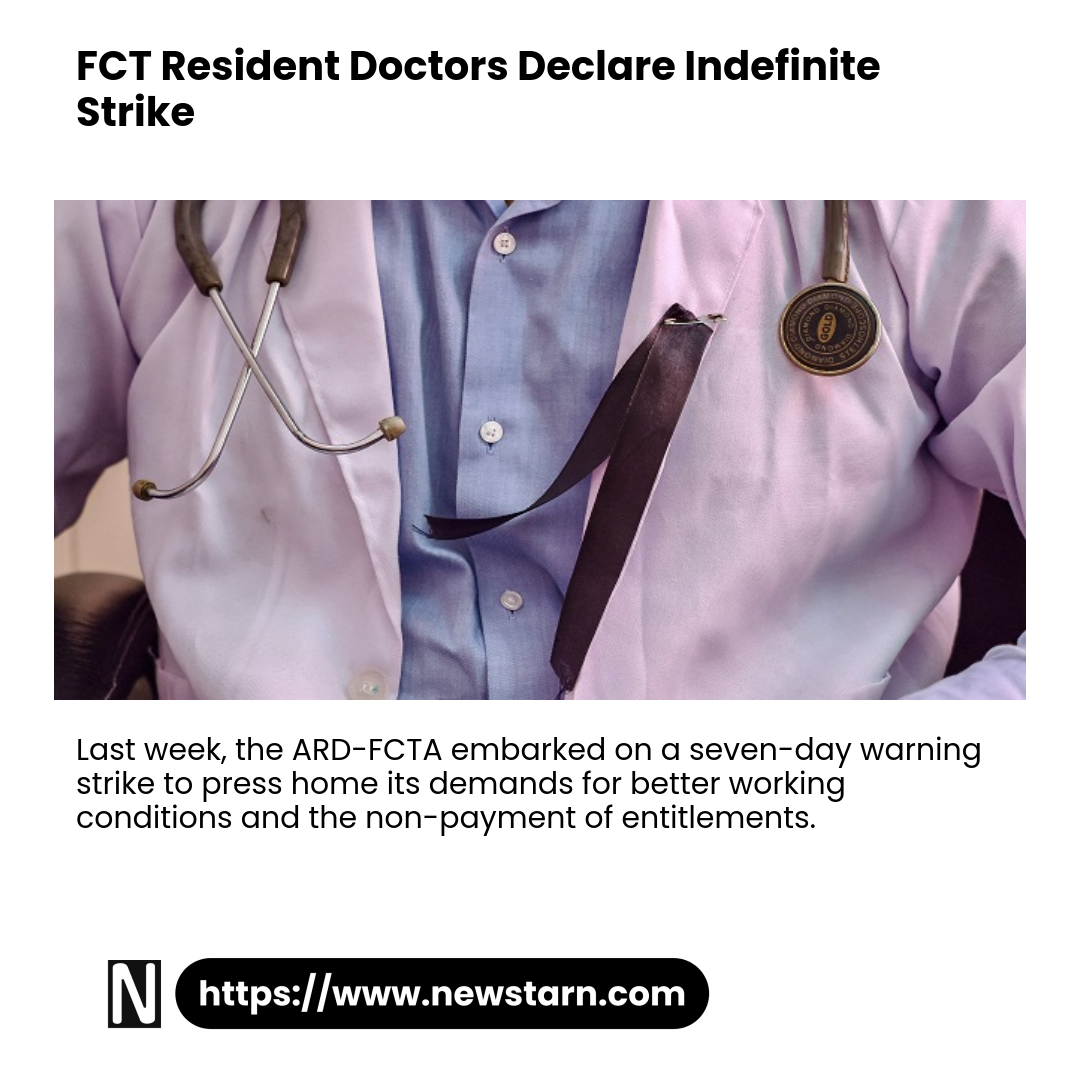 FCT Resident Doctors Declare Indefinite
Strike
DIAMOND
GOLD
Last week, the ARD-FCTA embarked on a seven-day warning
strike to press home its demands for better working
conditions and the non-payment of entitlements.
N
https://www.newstarn.com